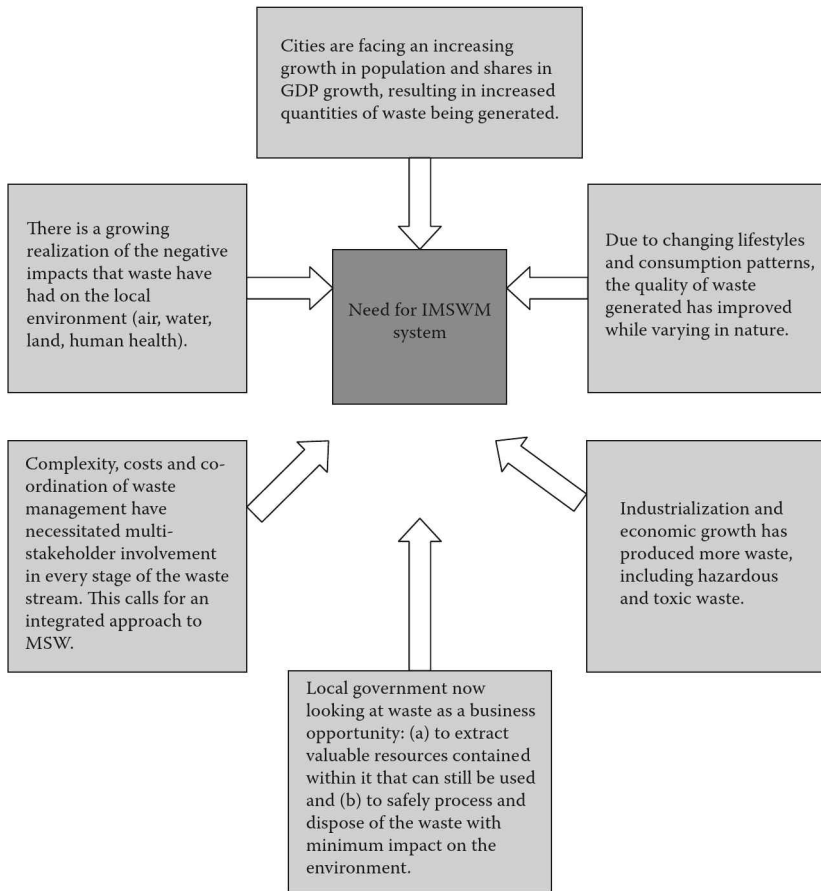 Cities are facing an increasing
growth in population and shares in
GDP growth, resulting in increased
quantities of waste being generated.
There is a growing
realization of the negative
impacts that waste have
had on the local
environment (air, water,
land, human health).
Need for IMSWM
system
Due to changing lifestyles
and consumption patterns,
the quality of waste
generated has improved
while varying in nature.
Complexity, costs and co-
ordination of waste
management have
necessitated multi-
stakeholder involvement
in every stage of the waste
stream. This calls for an
integrated approach to
MSW.
Industrialization and
economic growth has
produced more waste,
including hazardous
and toxic waste.
Local government now
looking at waste as a business
opportunity: (a) to extract
valuable resources contained
within it that can still be used
and (b) to safely process and
dispose of the waste with
minimum impact on the
environment.